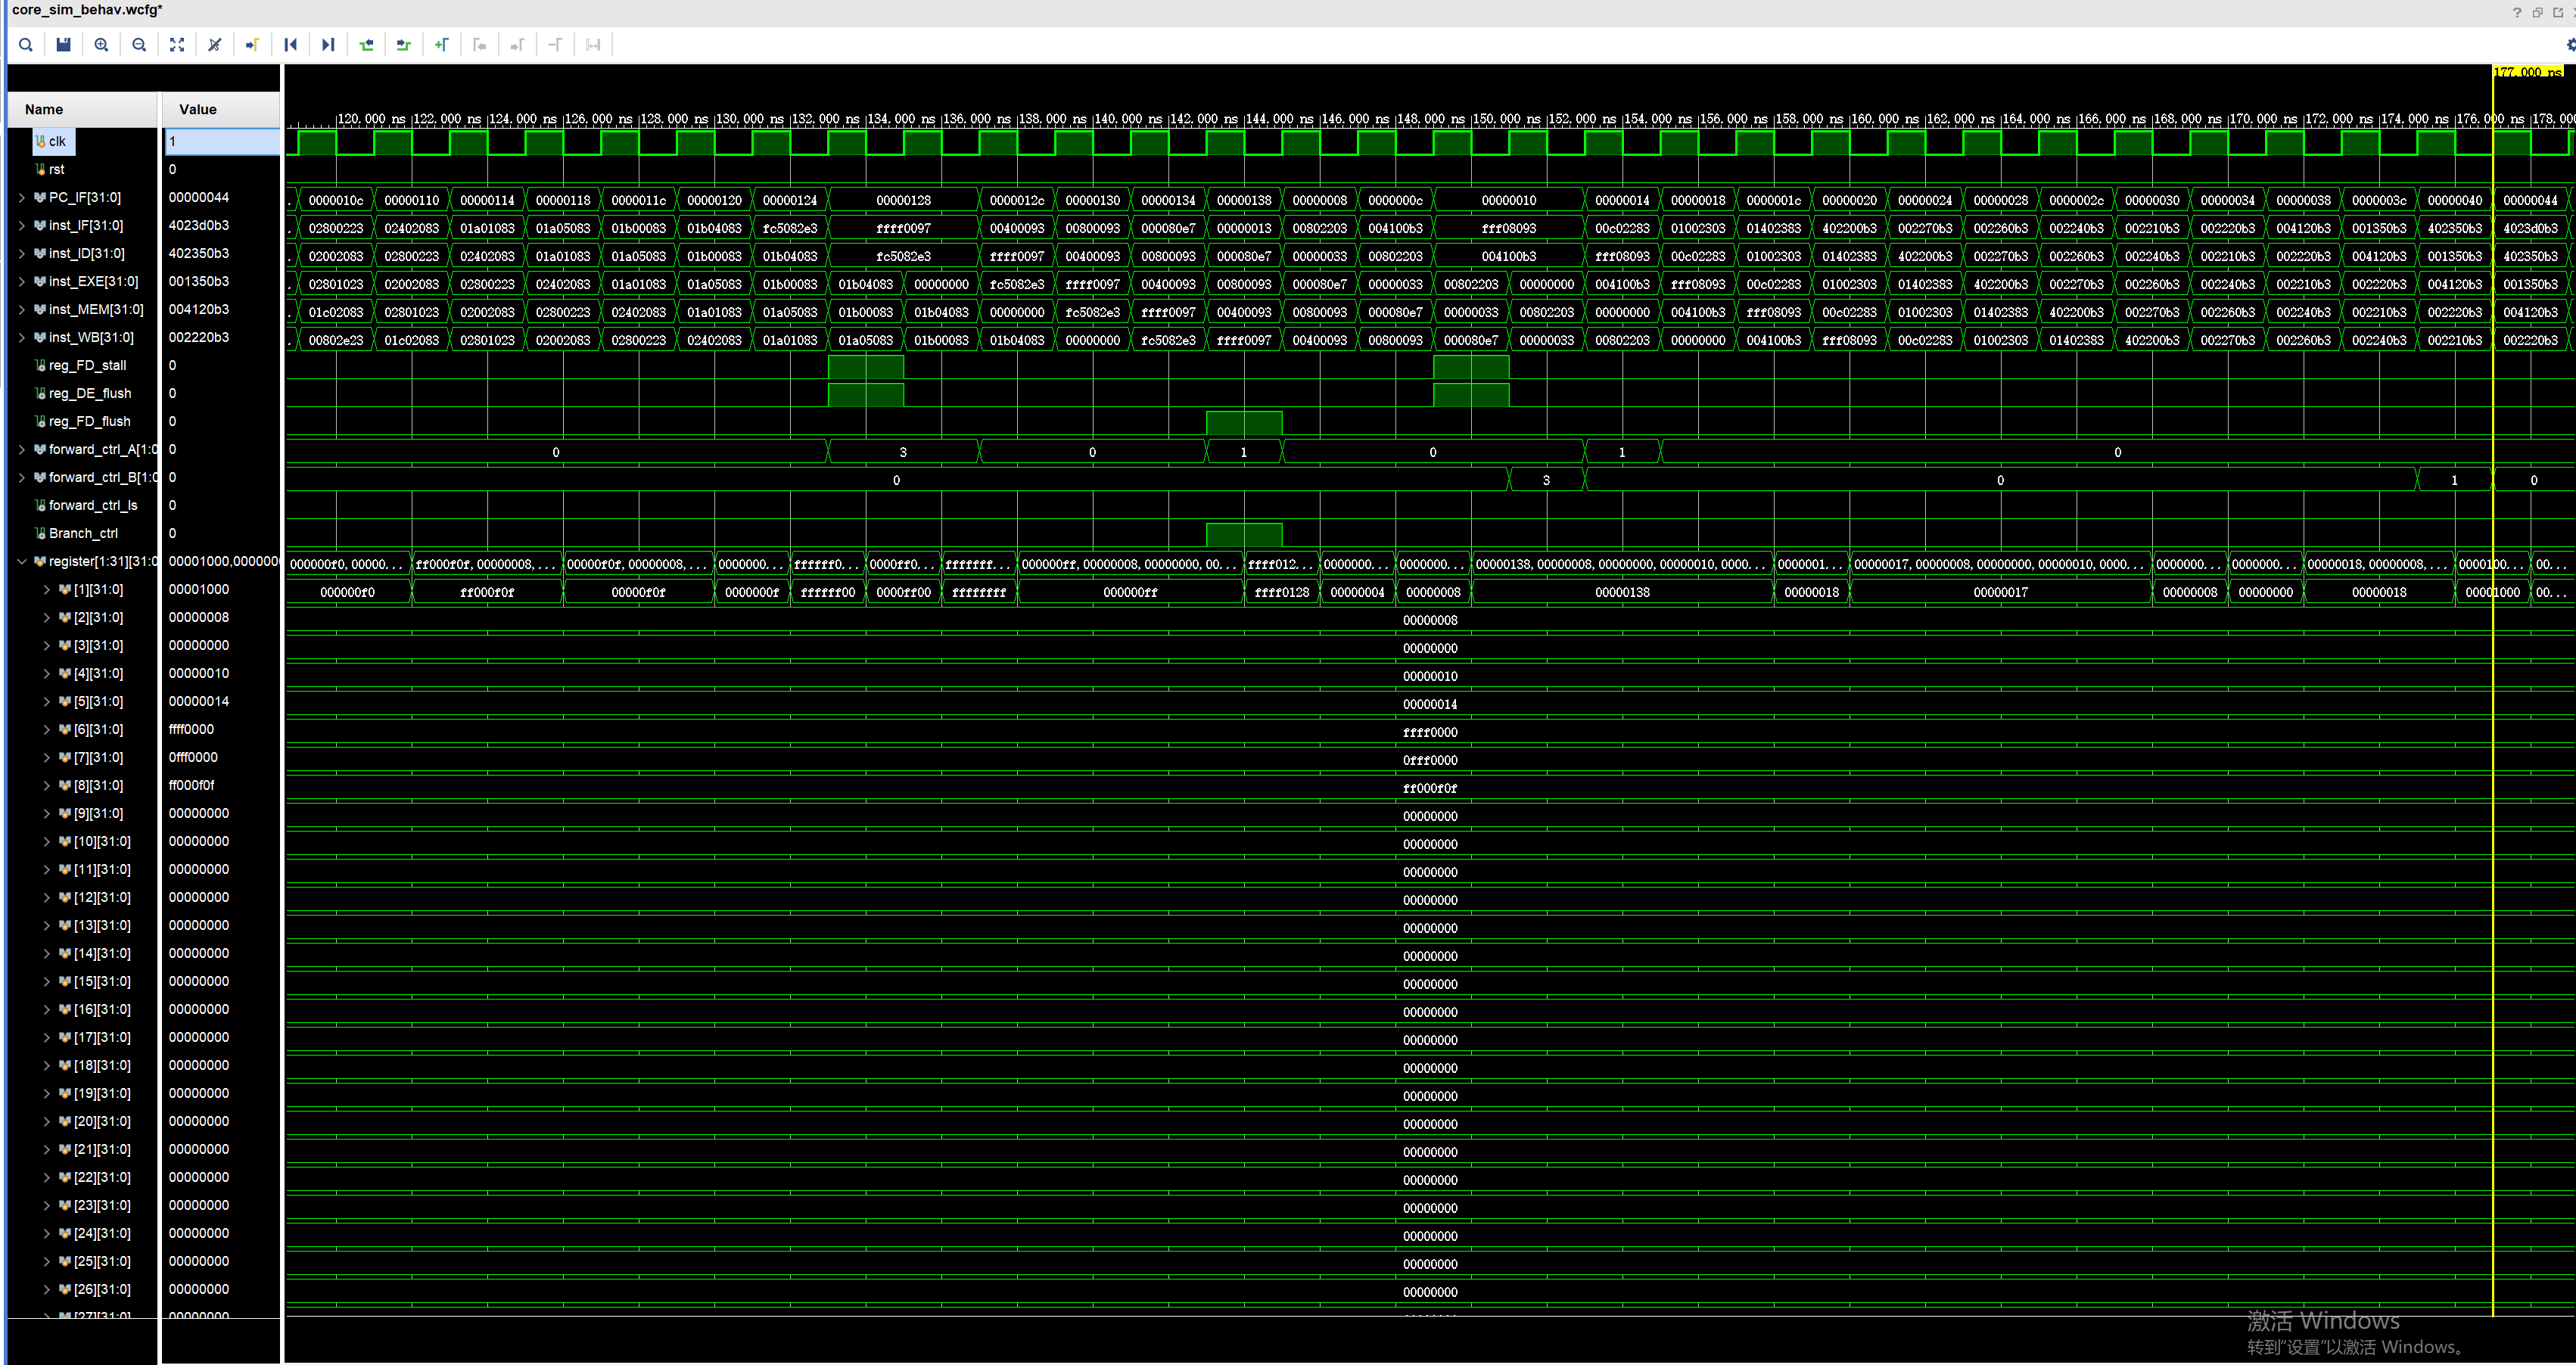 core_sim_behav.wcfg*
177.000 ns
Name Value
120.000 ns 122.000 ns 124.000 ns 126.000 ns 128.000 ns 130.000 ns 132.000 ns 134.000 ns 136.000 ns 138.000 ns 140.000 ns 142.000 ns 144.000 ns 146.000 ns 148.000 ns 150.000 ns 152.000 ns 154.000 ns 156.000 ns 158.000 ns 160.000 ns 162.000 ns 164.000 ns 166.000 ns 168.000 ns 170.000 ns 172.000 ns 174.000 ns 176.000 ns 178.000
clk 1
rst 0
PC_IF[31:0] 00000044 0000010c 00000110 00000114 00000118 0000011c 00000120 00000124 00000128 0000012c 00000130 00000134 00000138 00000008 0000000c 00000010 00000014 00000018 0000001c 00000020 00000024 00000028 0000002c 00000030 00000034 00000038 0000003c 00000040 00000044
inst_IF[31:0] 4023d0b3 02800223 02402083 01a01083 01a05083 01b00083 01b04083 fc5082e3 ffff0097 00400093 00800093 000080e7 00000013 00802203 004100b3 fff08093 00c02283 01002303 01402383 402200b3 002270b3 002260b3 002240b3 002210b3 002220b3 004120b3 001350b3 402350b3 4023d0b3
inst_ID[31:0] 402350b3 02002083 02800223 02402083 01a01083 01a05083 01b00083 01b04083 fc5082e3 ffff0097 00400093 00800093 000080e7 00000033 00802203 004100b3 fff08093 00c02283 01002303 01402383 402200b3 002270b3 002260b3 002240b3 002210b3 002220b3 004120b3 001350b3 402350b3
inst_EXE[31:0] 001350b3 02801023 02002083 02800223 02402083 01a01083 01a05083 01b00083 01b04083 00000000 fc5082e3 ffff0097 00400093 00800093 000080e7 00000033 00802203 00000000 004100b3 fff08093 00c02283 01002303 01402383 402200b3 002270b3 002260b3 002240b3 002210b3 002220b3 004120b3 001350b3
inst_MEM[31:0] 004120b3 01c02083 02801023 02002083 02800223 02402083 01a01083 01a05083 01b00083 01b04083 00000000 fc5082e3 ffff0097 00400093 00800093 000080e7 00000033 00802203 00000000 004100b3 fff08093 00c02283 01002303 01402383 402200b3 002270b3 002260b3 002240b3 002210b3 002220b3 004120b3
inst_WB[31:0] 002220b3 00802e23 01c02083 02801023 02002083 02800223 02402083 01a01083 01a05083 01b00083 01b04083 00000000 fc5082e3 ffff0097 00400093 00800093 000080e7 00000033 00802203 00000000 004100b3 fff08093 00c02283 01002303 01402383 402200b3 002270b3 002260b3 002240b3 002210b3 002220b3
reg_FD_stall 0
reg_DE_flush 0
reg_FD_flush 0
forward_ctrl_A[1:0 0 0 3 0 1 0 1 0
forward_ctrl_B[1:0 0 0 3 0 1 0
forward_ctrl_ls 0
Branch_ctrl 0
register[1:31][31:0 00001000,0000000 000000f0,00000... ff000f0f,00000008,... 00000f0f,00000008,... 0000000... ffffff0... 0000ff0... fffffff... 000000ff,00000008,00000000,00... ffff012... 0000000... 0000000... 00000138,00000008,00000000,00000010,0000... 0000001... 00000017,00000008,00000000,00000010,0000... 0000000... 0000000... 00000018,00000008,... 0000100... 00...
[1][31:0] 00001000 000000f0 ff000f0f 00000f0f 0000000f ffffff00 0000ff00 ffffffff 000000ff ffff0128 00000004 00000008 00000138 00000018 00000017 00000008 00000000 00000018 00001000 00...
[2][31:0] 00000008 00000008
[3][31:0] 00000000 00000000
[4][31:0] 00000010 00000010
[5][31:0] 00000014 00000014
[6][31:0] ffff0000 ffff0000
[7][31:0] 0fff0000 0fff0000
[8][31:0] ff000f0f ff000f0f
[9][31:0] 00000000 00000000
[10][31:0] 00000000 00000000
[11][31:0] 00000000 00000000
[12][31:0] 00000000 00000000
[13][31:0] 00000000 00000000
[14][31:0] 00000000 00000000
[15][31:0] 00000000 00000000
[16][31:0] 00000000 00000000
[17][31:0] 00000000 00000000
[18][31:0] 00000000 00000000
[19][31:0] 00000000 00000000
[20][31:0] 00000000 00000000
[21][31:0] 00000000 00000000
[22][31:0] 00000000 00000000
[23][31:0] 00000000 00000000
[24][31:0] 00000000 00000000
[25][31:0] 00000000 00000000
[26][31:0] 00000000 00000000
[27][31:0] 00000000
激活 Windows
转到"设置"以激活 Windows。